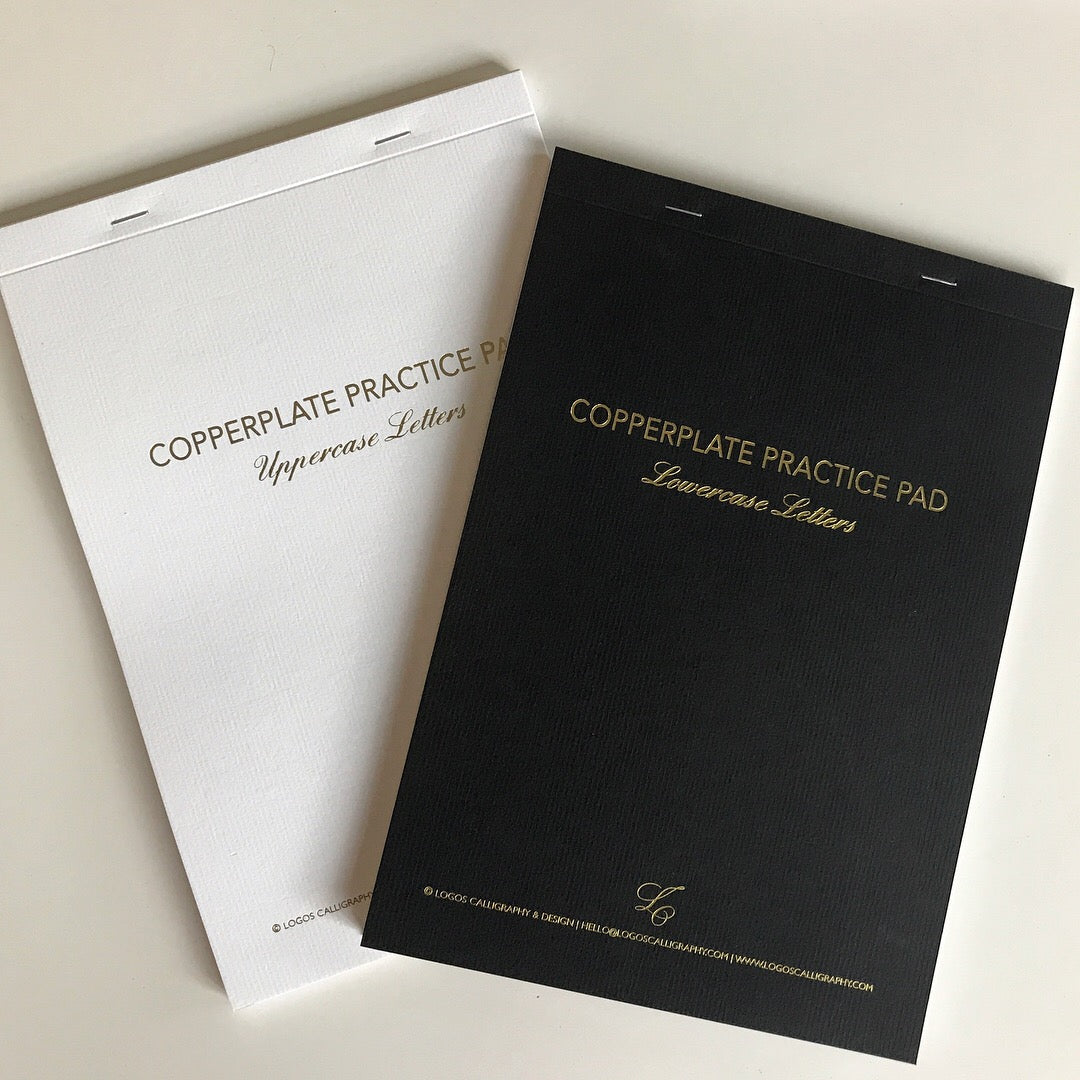 COPPERPLATE PRACTICE PA
Uppercase Letters
© LOGOS CALLIGRAPHY
COPPERPLATE PRACTICE PAD
Lowercase Letters
LC
© LOGOS CALLIGRAPHY & DESIGN | HELLO@LOGOSCALLIGRAPHY.COM | WWW.LOGOSCALLIGRAPHY.COM